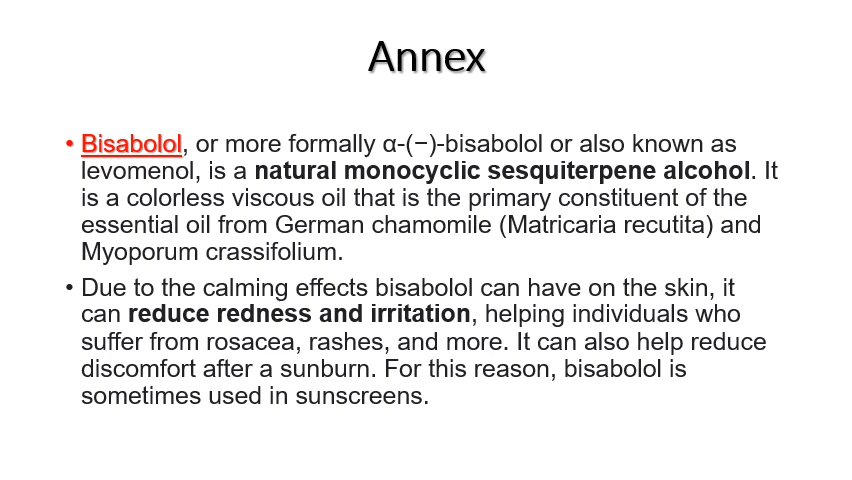 Annex
• Bisabolol, or more formally α-(−)-bisabolol or also known as
levomenol, is a natural monocyclic sesquiterpene alcohol. It
is a colorless viscous oil that is the primary constituent of the
essential oil from German chamomile (Matricaria recutita) and
Myoporum crassifolium.
• Due to the calming effects bisabolol can have on the skin, it
can reduce redness and irritation, helping individuals who
suffer from rosacea, rashes, and more. It can also help reduce
discomfort after a sunburn. For this reason, bisabolol is
sometimes used in sunscreens.